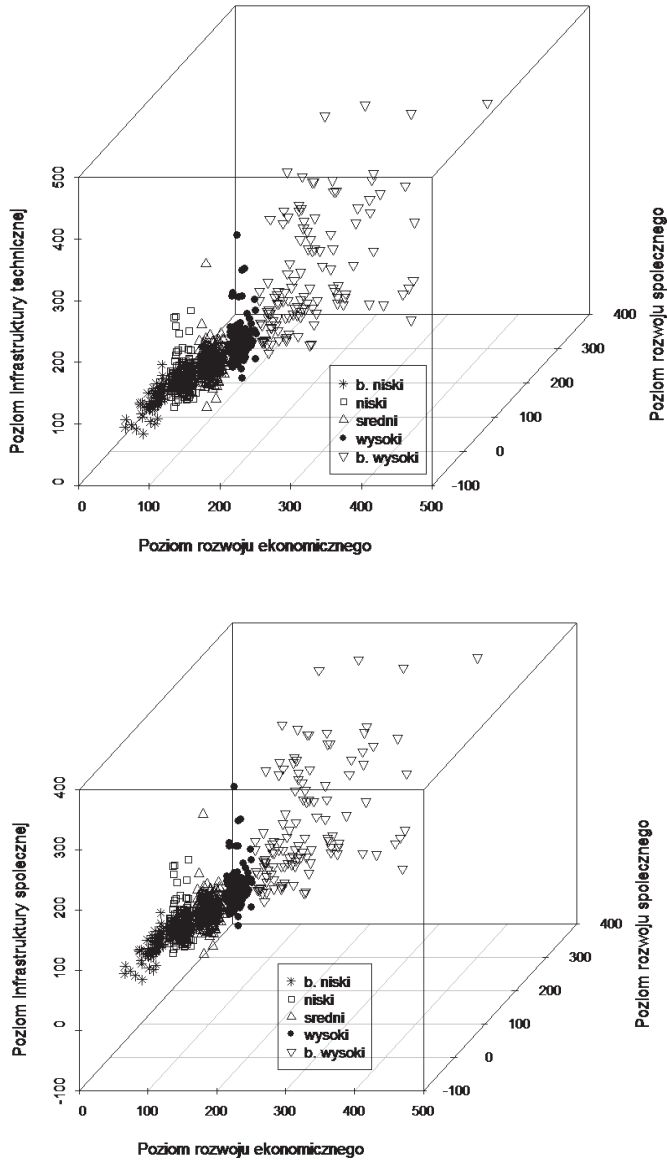 500
400
300
200
100
0
Poziom infrastruktury technicznej
0 100 200 300 400 500
Poziom rozwoju ekonomicznego
400
300
200
100
0
-100
Poziom rozwoju społecznego
b. niski
niski
sredni
wysoki
b. wysoki
400
300
200
100
0
-100
Poziom infrastruktury społecznej
0 100 200 300 400 500
Poziom rozwoju ekonomicznego
400
300
200
100
0
-100
Poziom rozwoju społecznego
b. niski
niski
sredni
wysoki
b. wysoki